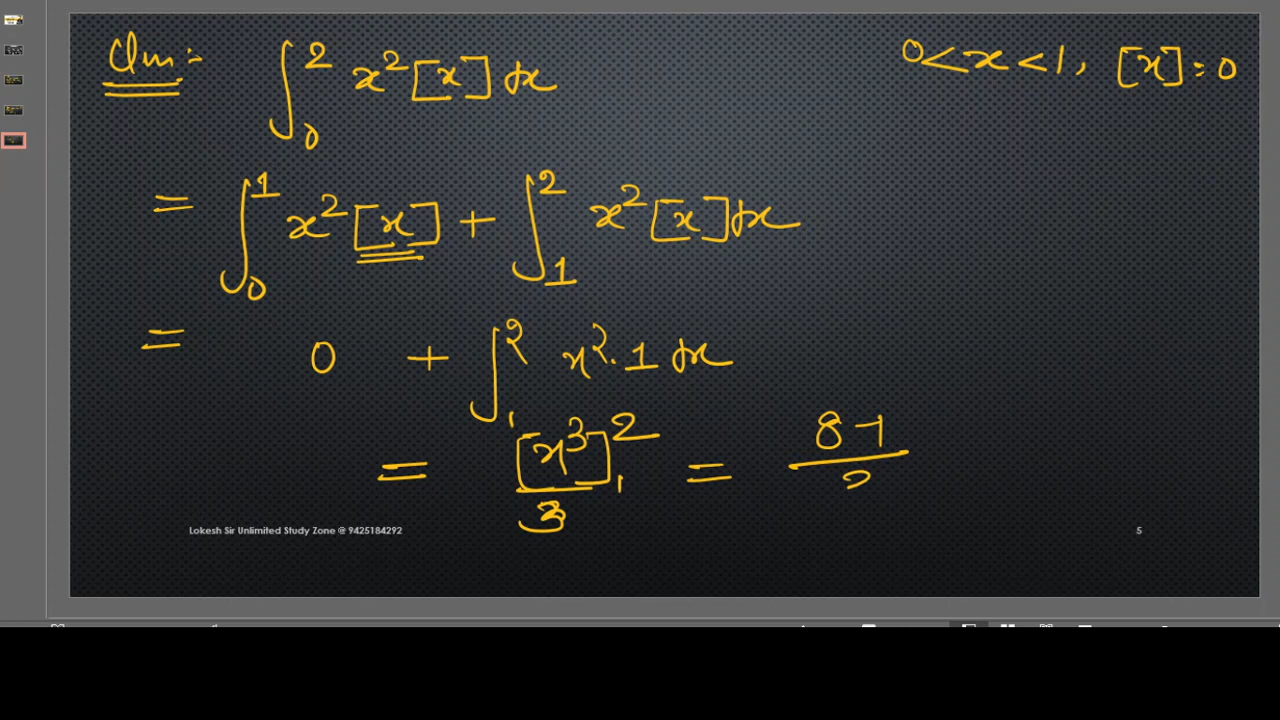 Qm:- ∫₀² x² [x] dx
0 < x < 1, [x] = 0
= ∫₀¹ x² [x] + ∫₁² x² [x] dx
= 0 + ∫₁² x² · 1 dx
= [x³]₁² / 3 = 8-1 /
Lokesh Sir Unlimited Study Zone @ 9425184292
5